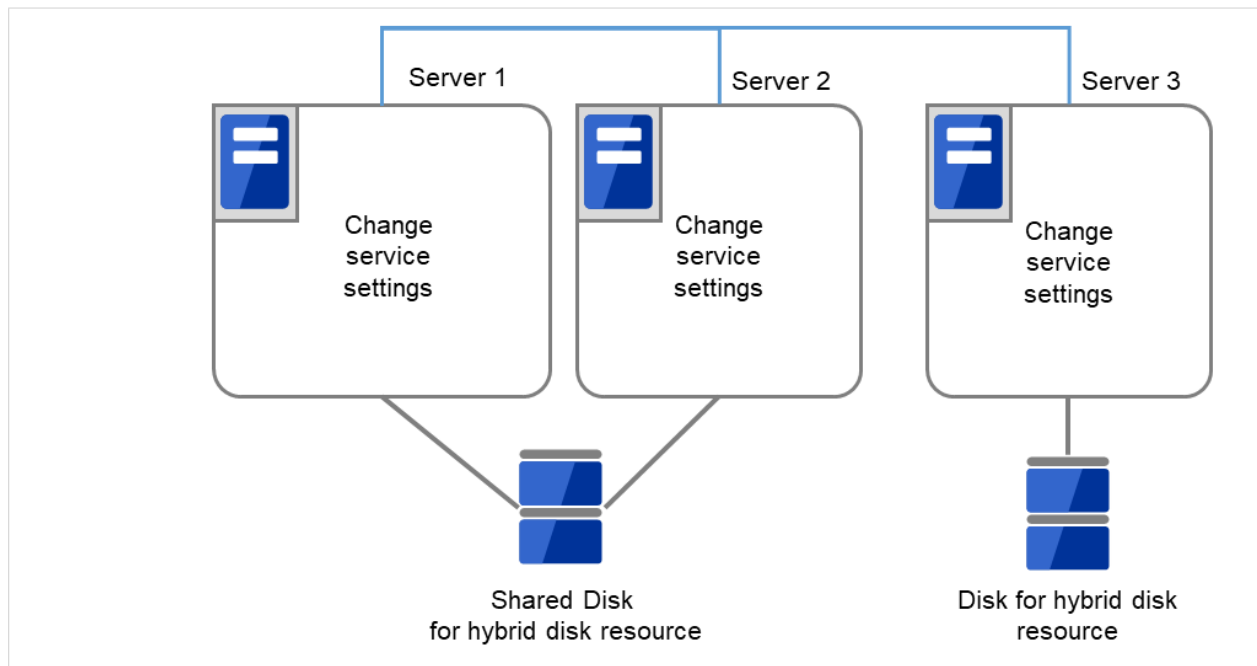 Server 1
Server 2
Server 3
Change
service
settings
Change
service
settings
Change
service
settings
Shared Disk
for hybrid disk resource
Disk for hybrid disk
resource